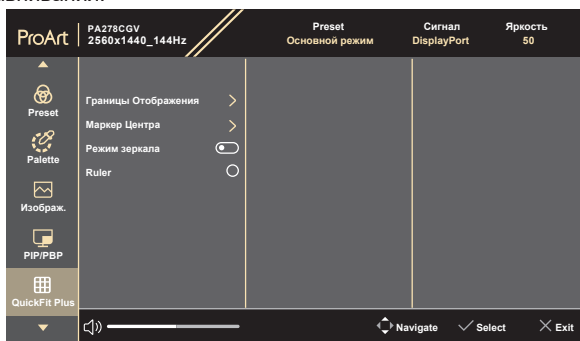 ProArt
PA278CGV
2560x1440_144Hz
Preset
Основной режим
Сигнал
DisplayPort
Яркость
50
Preset
Palette
Изображ.
PIP/PBP
QuickFit Plus
Границы Отображения
Маркер Центра
Режим зеркала
Ruler
Navigate
Select
Exit